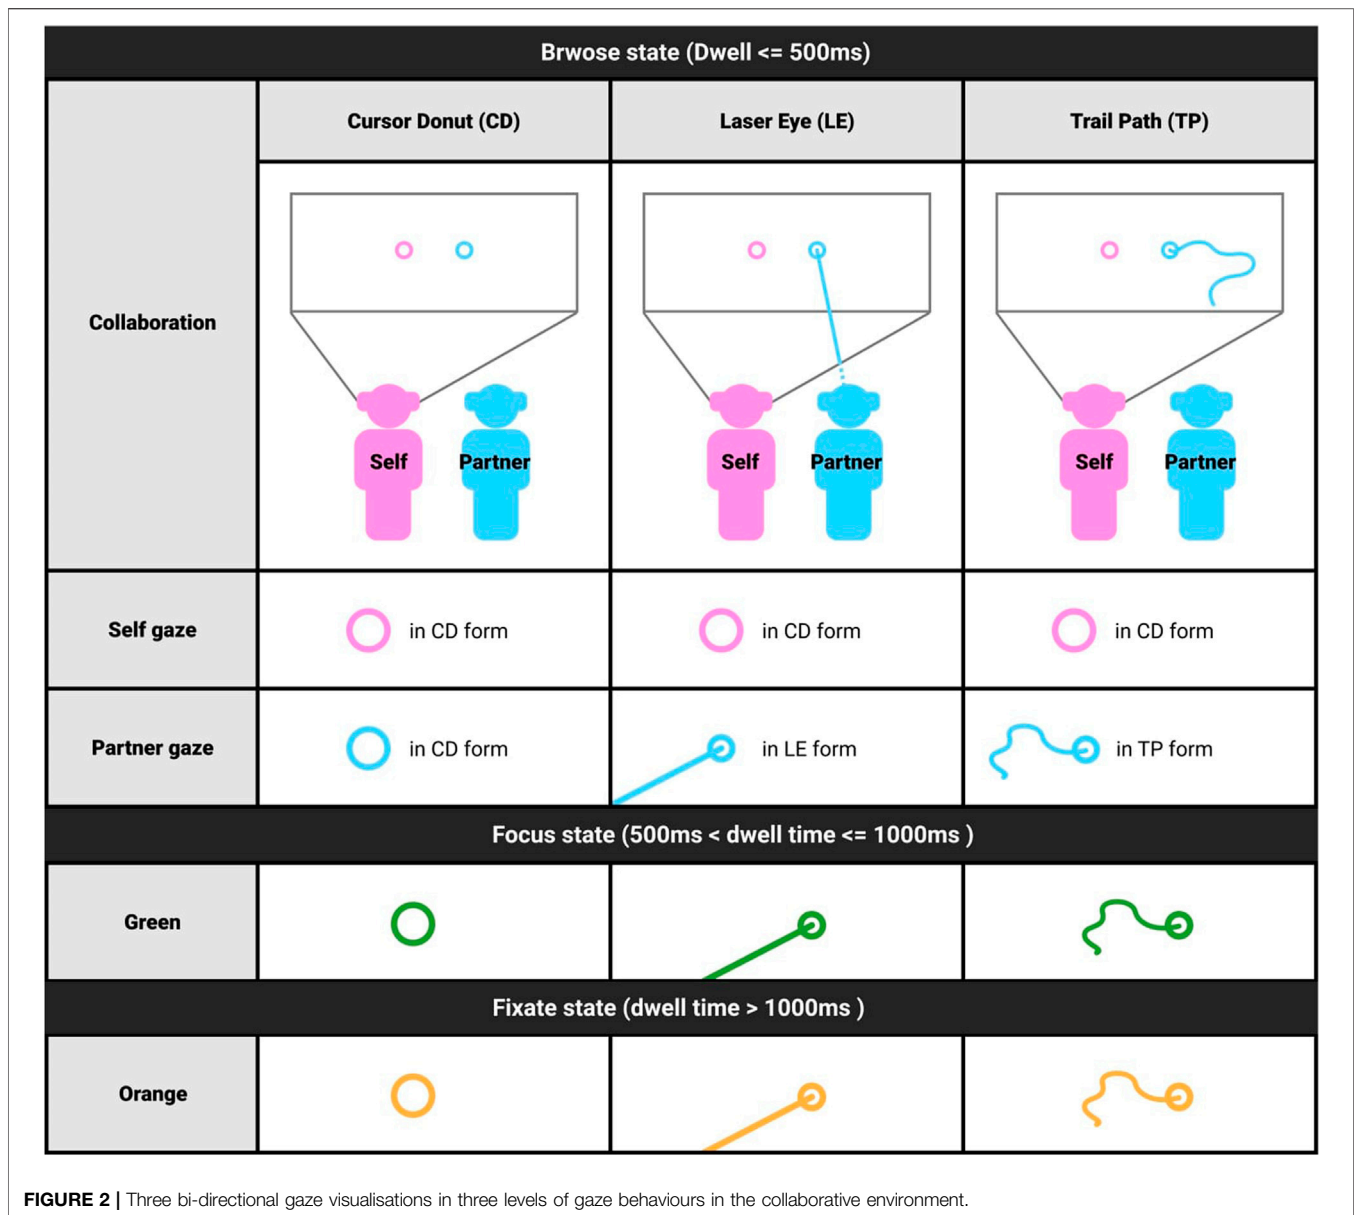 Brwose state (Dwell <= 500ms)
Cursor Donut (CD)
Laser Eye (LE)
Trail Path (TP)
Collaboration
Self
Partner
Self
Partner
Self
Partner
Self gaze
in CD form
in CD form
in CD form
Partner gaze
in CD form
in LE form
in TP form
Focus state (500ms < dwell time <= 1000ms )
Green
Fixate state (dwell time > 1000ms )
Orange
FIGURE 2 | Three bi-directional gaze visualisations in three levels of gaze behaviours in the collaborative environment.